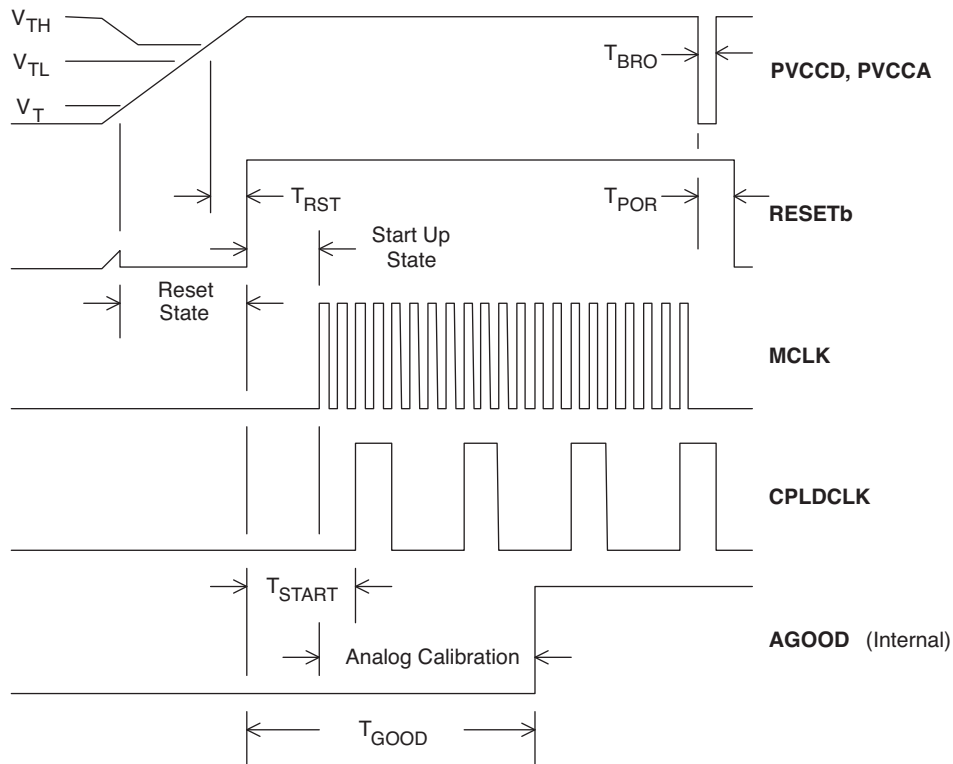 VTH
VTL
VT
TBRO
PVCCD, PVCCA
TRST
TPOR
RESETb
Start Up
State
Reset
State
MCLK
CPLDCLK
TSTART
AGOOD (Internal)
Analog Calibration
TGOOD